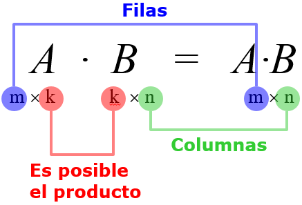 Filas
A · B = A·B
m × k k × n m × n
Columnas
Es posible
el producto